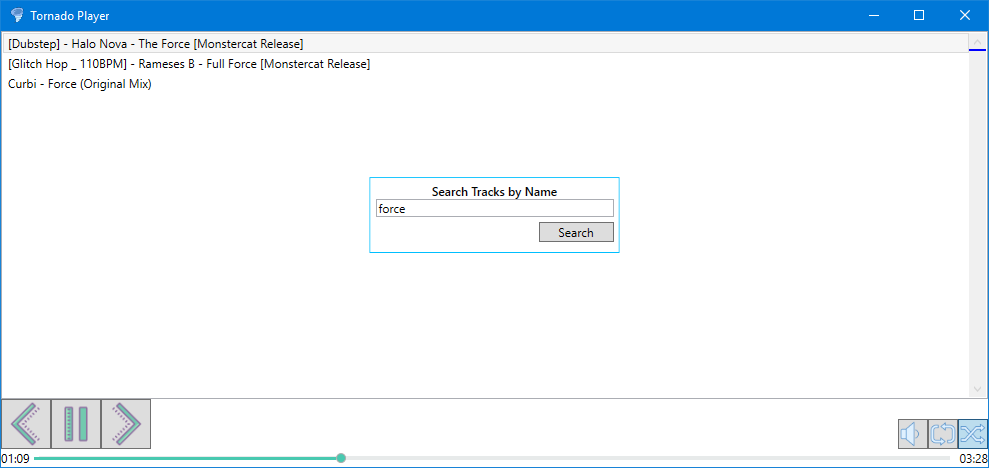 Tornado Player
[Dubstep] - Halo Nova - The Force [Monstercat Release]
[Glitch Hop _ 110BPM] - Rameses B - Full Force [Monstercat Release]
Curbi - Force (Original Mix)
Search Tracks by Name
force
Search
01:09
03:28